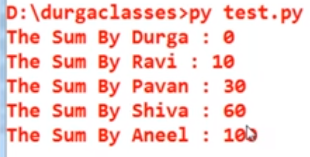 D:\durgaclasses>py test.py
The Sum By Durga : 0
The Sum By Ravi : 10
The Sum By Pavan : 30
The Sum By Shiva : 60
The Sum By Aneel :